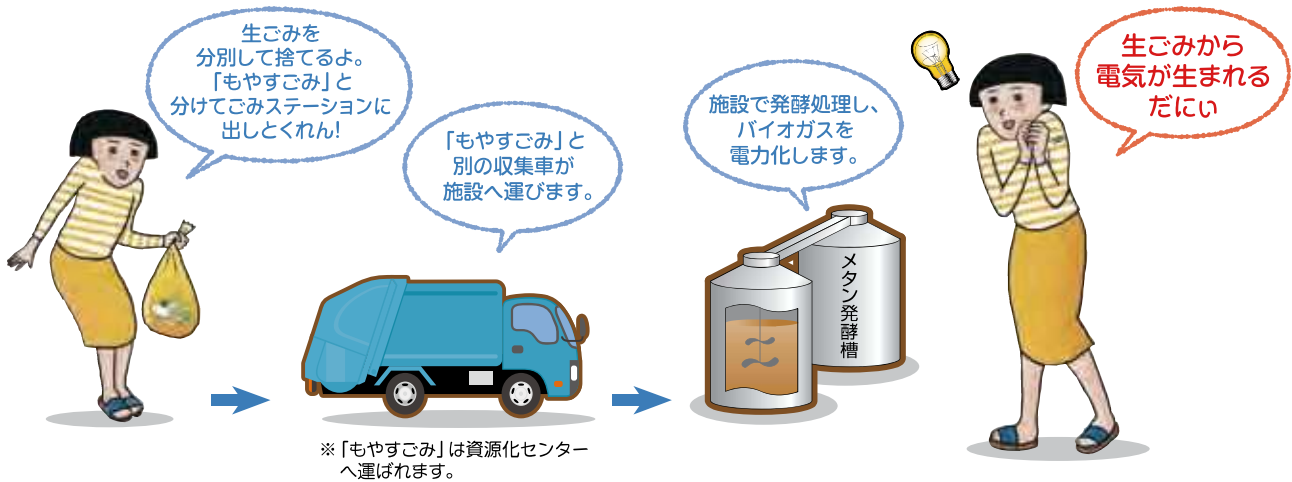 生ごみを
分別して捨てるよ。
「もやすごみ」と
分けてごみステーションに
出しとくれん!
「もやすごみ」と
別の収集車が
施設へ運びます。
※「もやすごみ」は資源化センター
へ運ばれます。
施設で発酵処理し、
バイオガスを
電力化します。
メタン発酵槽
生ごみから
電気が生まれる
だにぃ